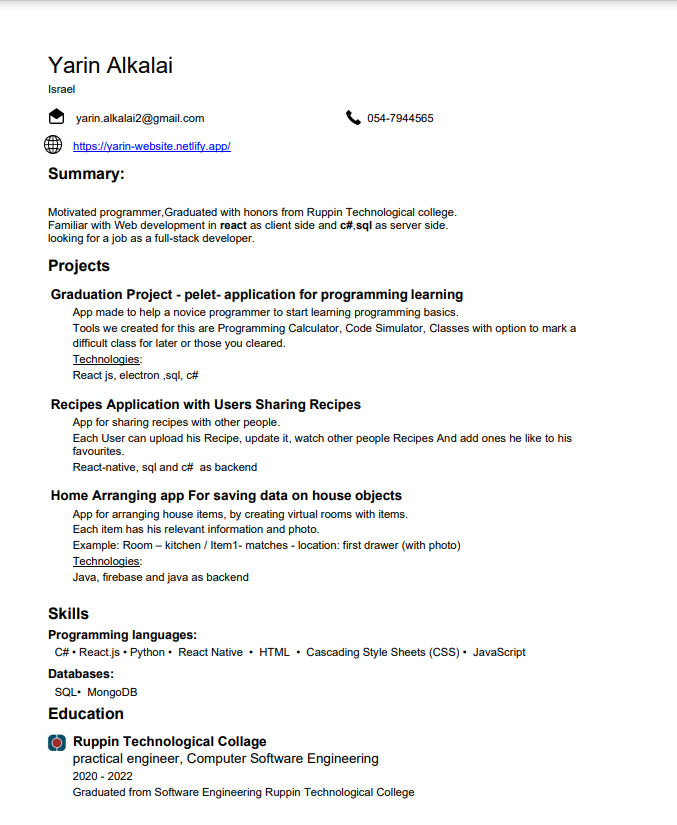 Yarin Alkalai
Israel
yarin.alkalai2@gmail.com 054-7944565
https://yarin-website.netlify.app/
Summary:
Motivated programmer,Graduated with honors from Ruppin Technological college.
Familiar with Web development in react as client side and c#,sql as server side.
looking for a job as a full-stack developer.
Projects
Graduation Project - pelet- application for programming learning
App made to help a novice programmer to start learning programming basics.
Tools we created for this are Programming Calculator, Code Simulator, Classes with option to mark a
difficult class for later or those you cleared.
Technologies:
React js, electron ,sql, c#
Recipes Application with Users Sharing Recipes
App for sharing recipes with other people.
Each User can upload his Recipe, update it, watch other people Recipes And add ones he like to his
favourites.
React-native, sql and c#  as backend
Home Arranging app For saving data on house objects
App for arranging house items, by creating virtual rooms with items.
Each item has his relevant information and photo.
Example: Room – kitchen / Item1- matches - location: first drawer (with photo)
Technologies:
Java, firebase and java as backend
Skills
Programming languages:
C# • React.js • Python •  React Native  •  HTML  •  Cascading Style Sheets (CSS) •  JavaScript
Databases:
SQL•  MongoDB
Education
Ruppin Technological Collage
practical engineer, Computer Software Engineering
2020 - 2022
Graduated from Software Engineering Ruppin Technological College